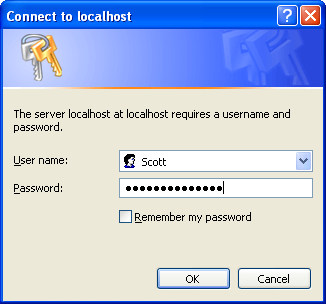 Connect to localhost
The server localhost at localhost requires a username and
password.
User name:
Scott
Password:
●●●●●●●●●●●●●●
Remember my password
OK
Cancel